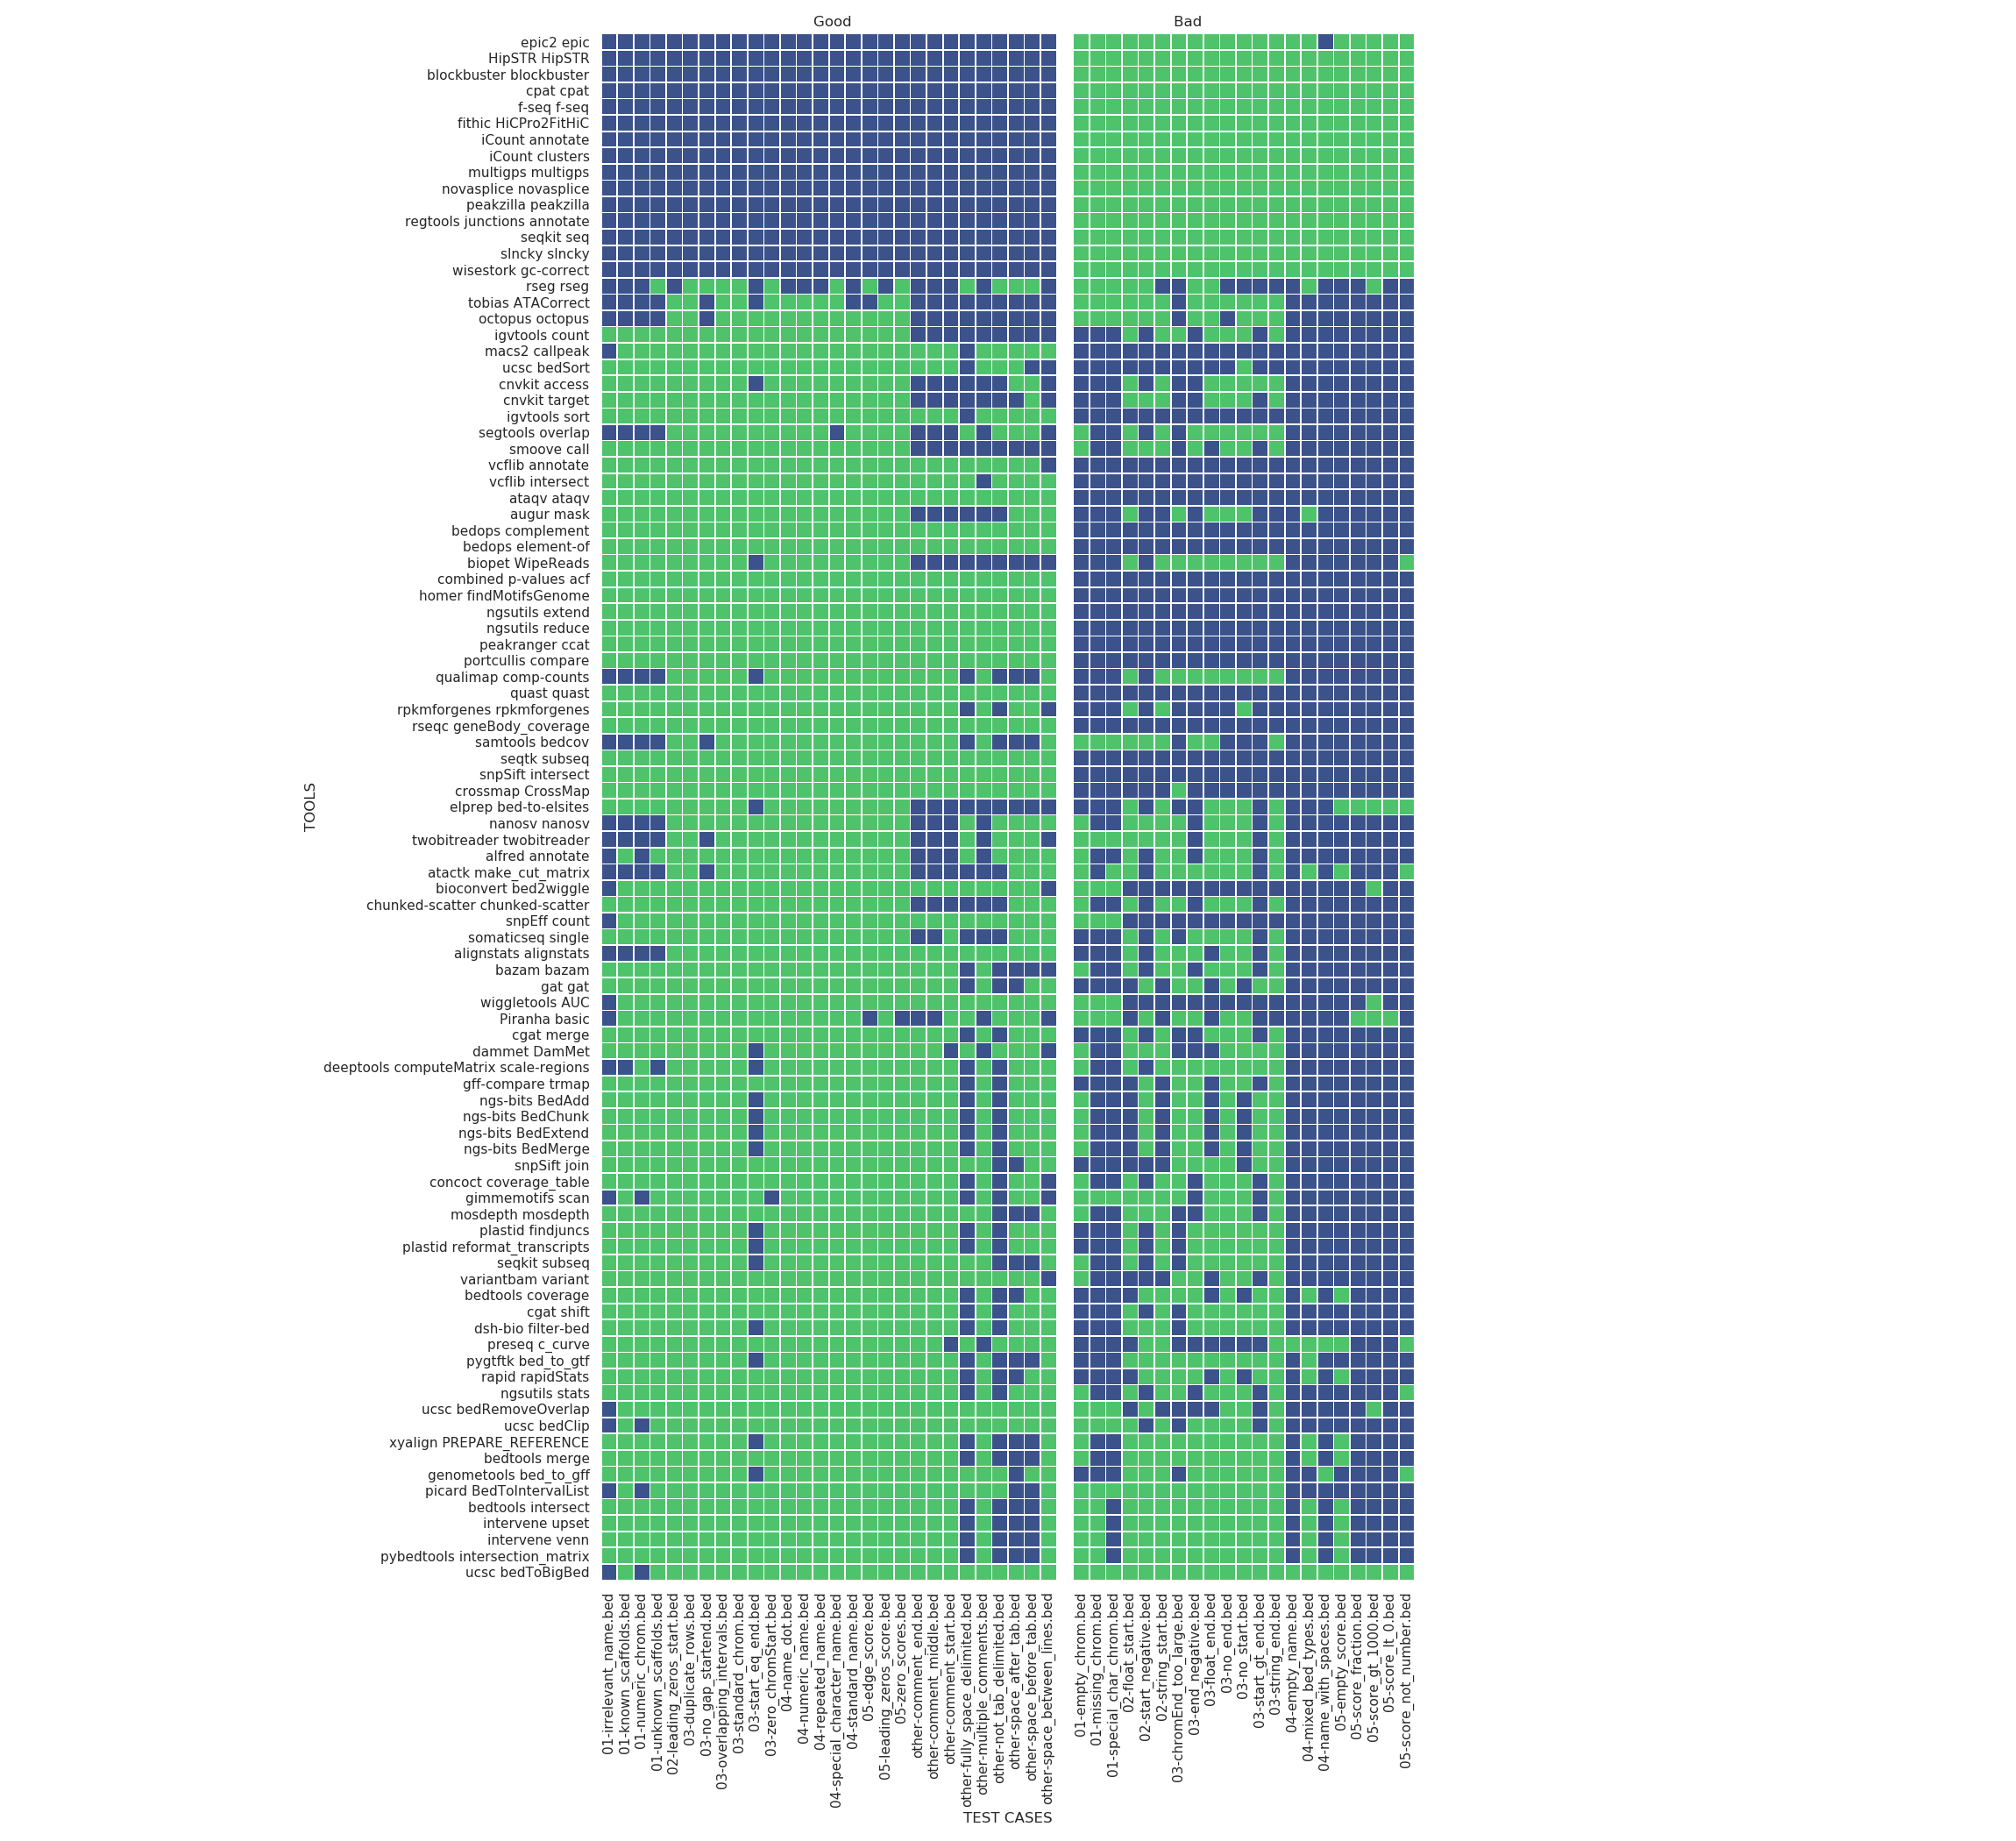 Good
Bad
epic2 epic
HipSTR HipSTR
blockbuster blockbuster
cpat cpat
f-seq f-seq
fithic HiCPro2FitHiC
iCount annotate
iCount clusters
multigps multigps
novasplice novasplice
peakzilla peakzilla
regtools junctions annotate
seqkit seq
slncky slncky
wisestork gc-correct
rseg rseg
tobias ATACorrect
octopus octopus
igvtools count
macs2 callpeak
ucsc bedSort
cnvkit access
cnvkit target
igvtools sort
segtools overlap
smoove call
vcflib annotate
vcflib intersect
ataqv ataqv
augur mask
bedops complement
bedops element-of
biopet WipeReads
combined p-values acf
homer findMotifsGenome
ngsutils extend
ngsutils reduce
peakranger ccat
portcullis compare
qualimap comp-counts
quast quast
rpkmforgenes rpkmforgenes
rseqc geneBody_coverage
samtools bedcov
seqtk subseq
snpSift intersect
crossmap CrossMap
elprep bed-to-elsites
nanosv nanosv
twobitreader twobitreader
alfred annotate
atactk make_cut_matrix
bioconvert bed2wiggle
chunked-scatter chunked-scatter
snpEff count
somaticseq single
alignstats alignstats
bazam bazam
gat gat
wiggletools AUC
Piranha basic
cgat merge
dammet DamMet
deeptools computeMatrix scale-regions
gff-compare trmap
ngs-bits BedAdd
ngs-bits BedChunk
ngs-bits BedExtend
ngs-bits BedMerge
snpSift join
concoct coverage_table
gimmemotifs scan
mosdepth mosdepth
plastid findjuncs
plastid reformat_transcripts
seqkit subseq
variantbam variant
bedtools coverage
cgat shift
dsh-bio filter-bed
preseq c_curve
pygtftk bed_to_gtf
rapid rapidStats
ngsutils stats
ucsc bedRemoveOverlap
ucsc bedClip
xyalign PREPARE_REFERENCE
bedtools merge
genometools bed_to_gff
picard BedToIntervalList
bedtools intersect
intervene upset
intervene venn
pybedtools intersection_matrix
ucsc bedToBigBed
TOOLS
01-irrelevant_name.bed
01-known_scaffolds.bed
01-numeric_chrom.bed
01-unknown_scaffolds.bed
02-leading_zeros_start.bed
03-duplicate_rows.bed
03-no_gap_startend.bed
03-overlapping_intervals.bed
03-standard_chrom.bed
03-start_eq_end.bed
03-zero_chromStart.bed
04-name_dot.bed
04-numeric_name.bed
04-repeated_name.bed
04-special_character_name.bed
04-standard_name.bed
05-edge_score.bed
05-leading_zeros_score.bed
05-zero_scores.bed
other-comment_end.bed
other-comment_middle.bed
other-comment_start.bed
other-fully_space_delimited.bed
other-multiple_comments.bed
other-not_tab_delimited.bed
other-space_after_tab.bed
other-space_before_tab.bed
other-space_between_lines.bed
01-empty_chrom.bed
01-missing_chrom.bed
01-special_char_chrom.bed
02-float_start.bed
02-start_negative.bed
02-string_start.bed
03-chromEnd_too_large.bed
03-end_negative.bed
03-float_end.bed
03-no_end.bed
03-no_start.bed
03-start_gt_end.bed
03-string_end.bed
04-empty_name.bed
04-mixed_bed_types.bed
04-name_with_spaces.bed
05-empty_score.bed
05-score_fraction.bed
05-score_gt_1000.bed
05-score_lt_0.bed
05-score_not_number.bed
TEST CASES